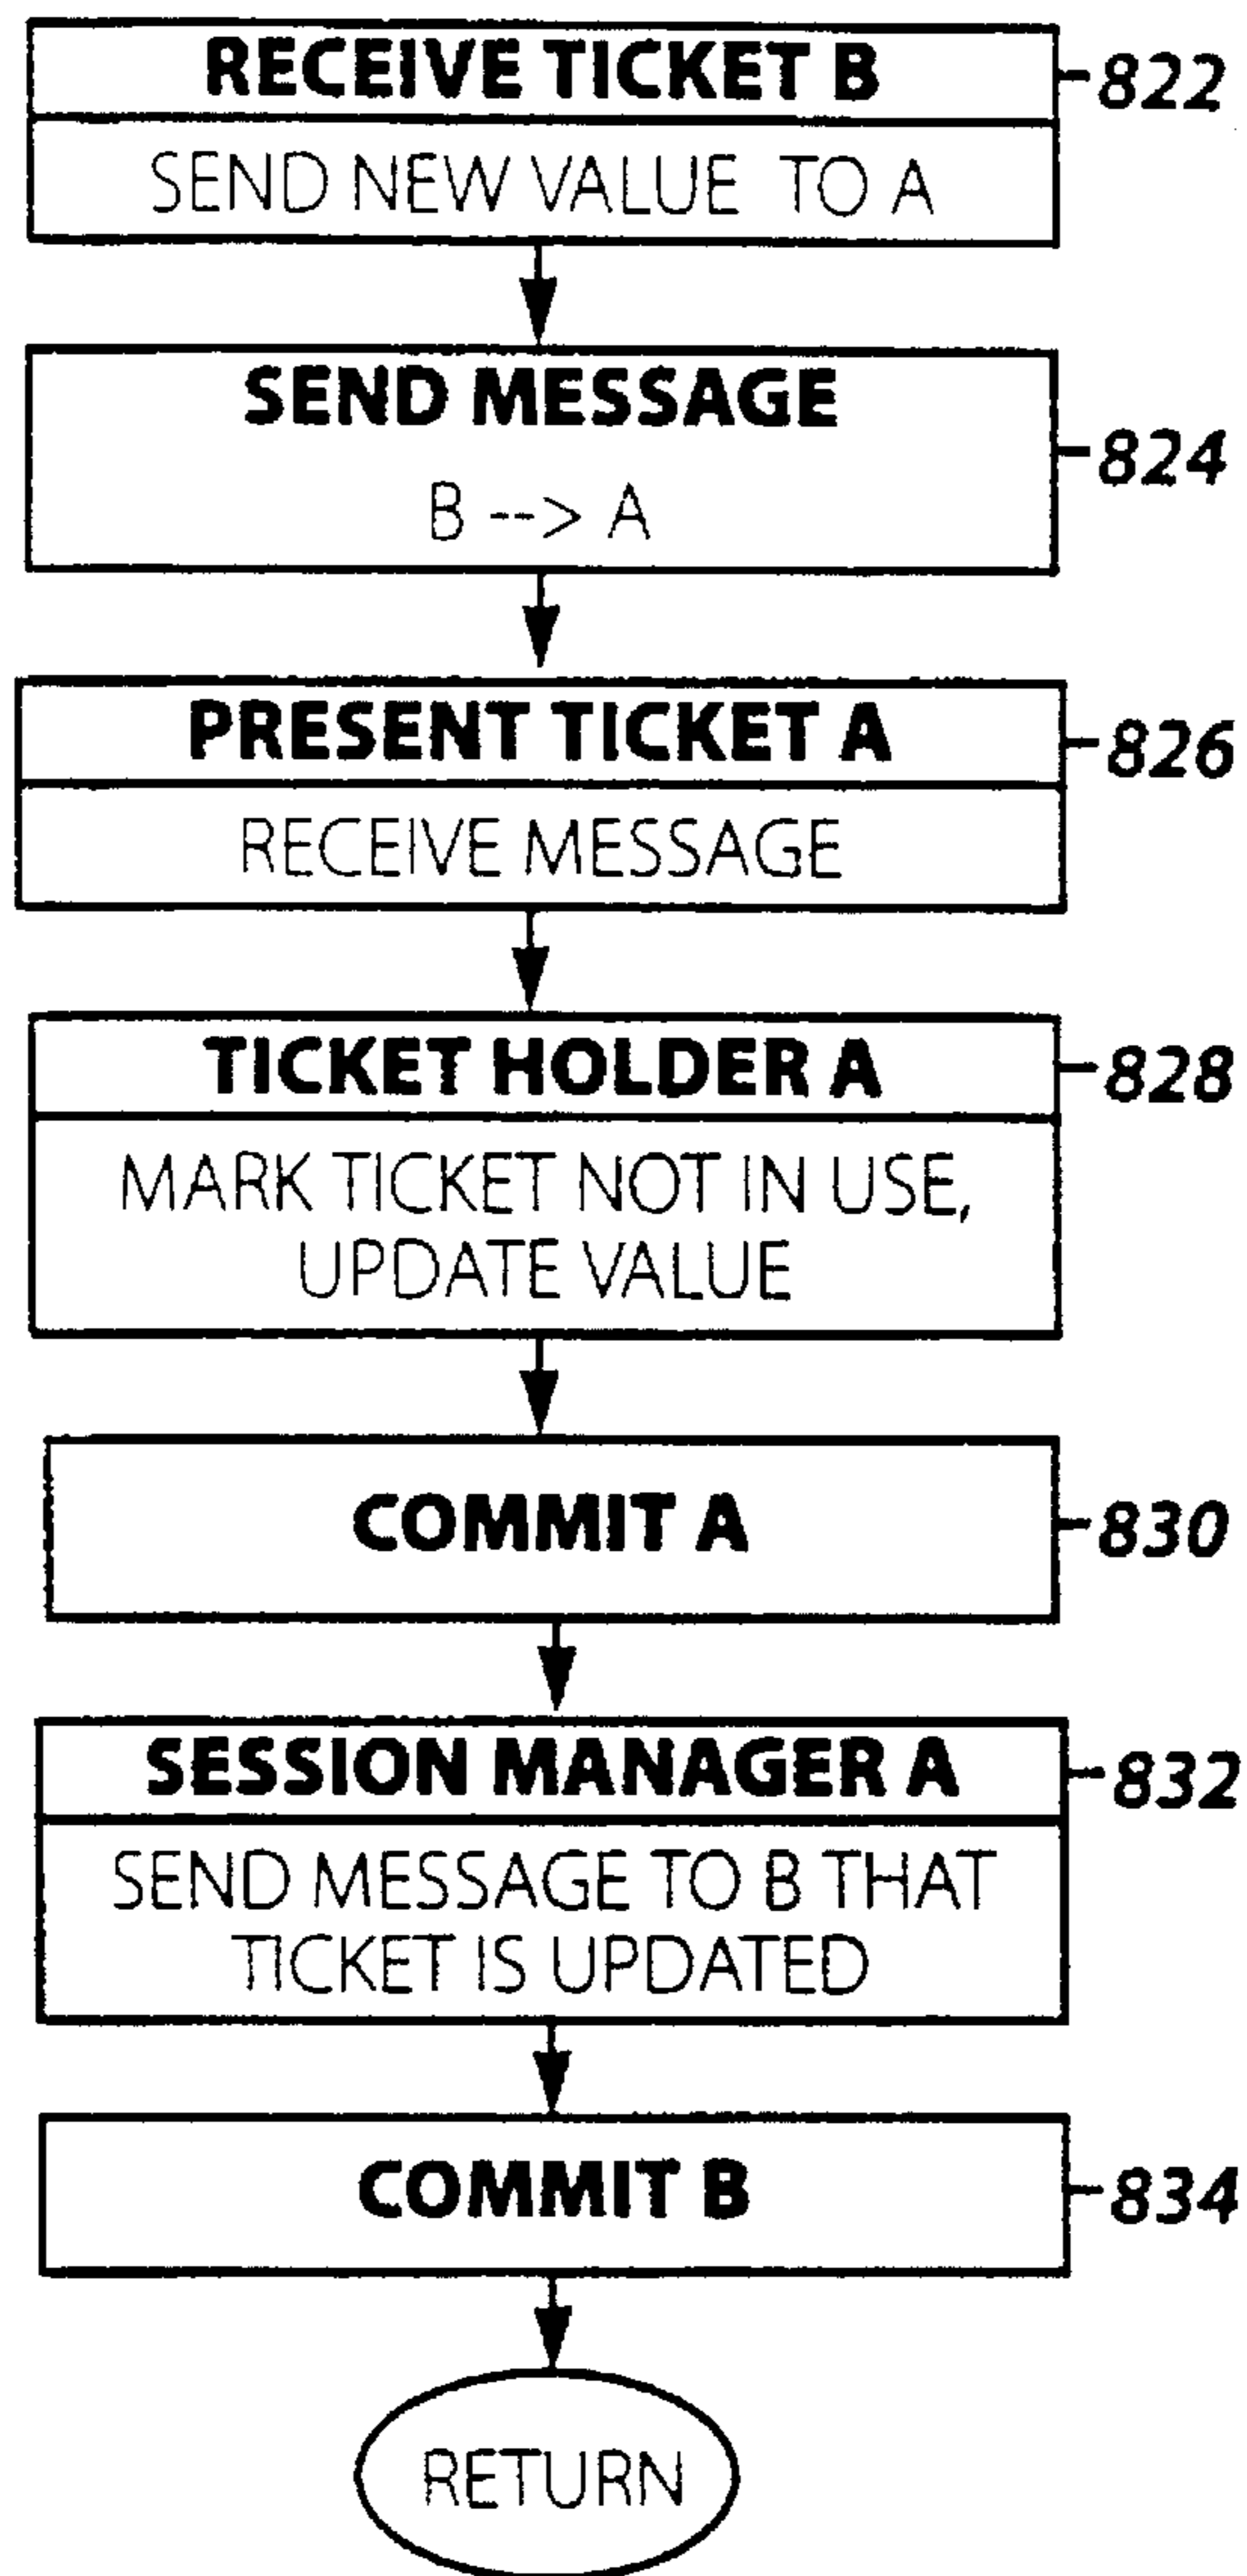 RECEIVE TICKET B
822
SEND NEW VALUE TO A
SEND MESSAGE
824
B --> A
PRESENT TICKET A
826
RECEIVE MESSAGE
TICKET HOLDER A
828
MARK TICKET NOT IN USE,
UPDATE VALUE
COMMIT A
830
SESSION MANAGER A
832
SEND MESSAGE TO B THAT
TICKET IS UPDATED
COMMIT B
834
RETURN